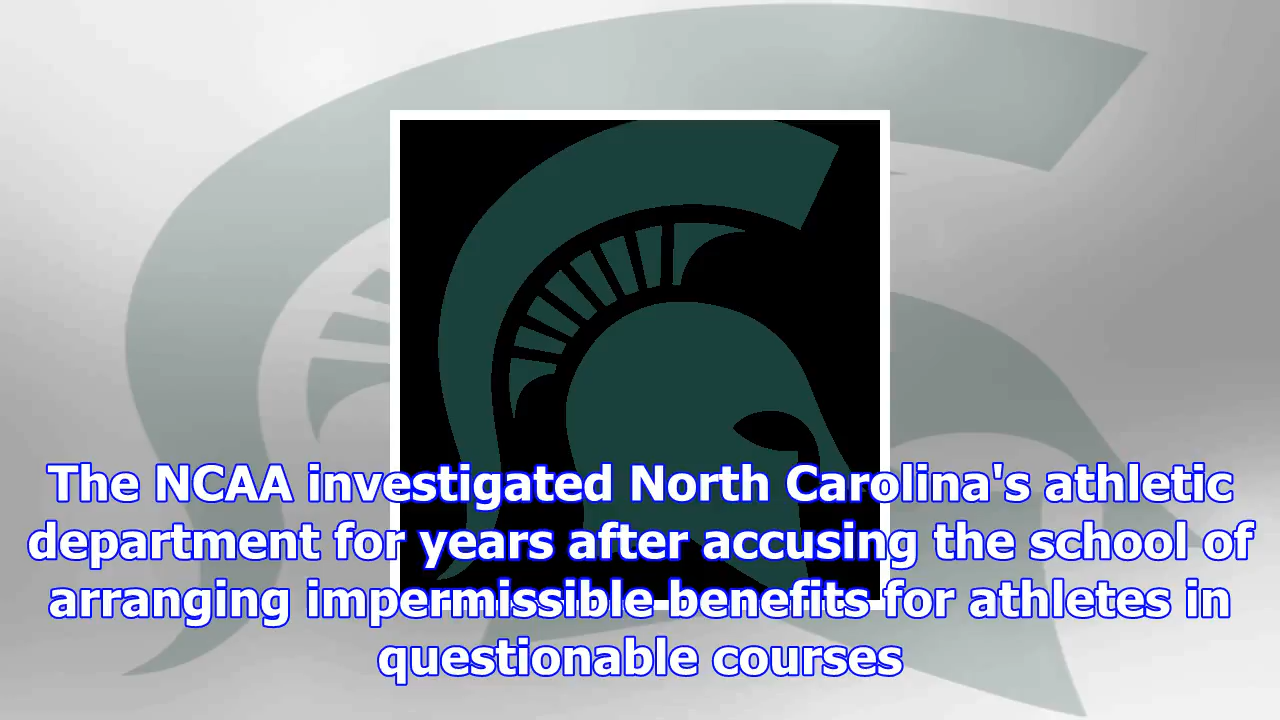 The NCAA investigated North Carolina's athletic
department for years after accusing the school of
arranging impermissible benefits for athletes in
questionable courses